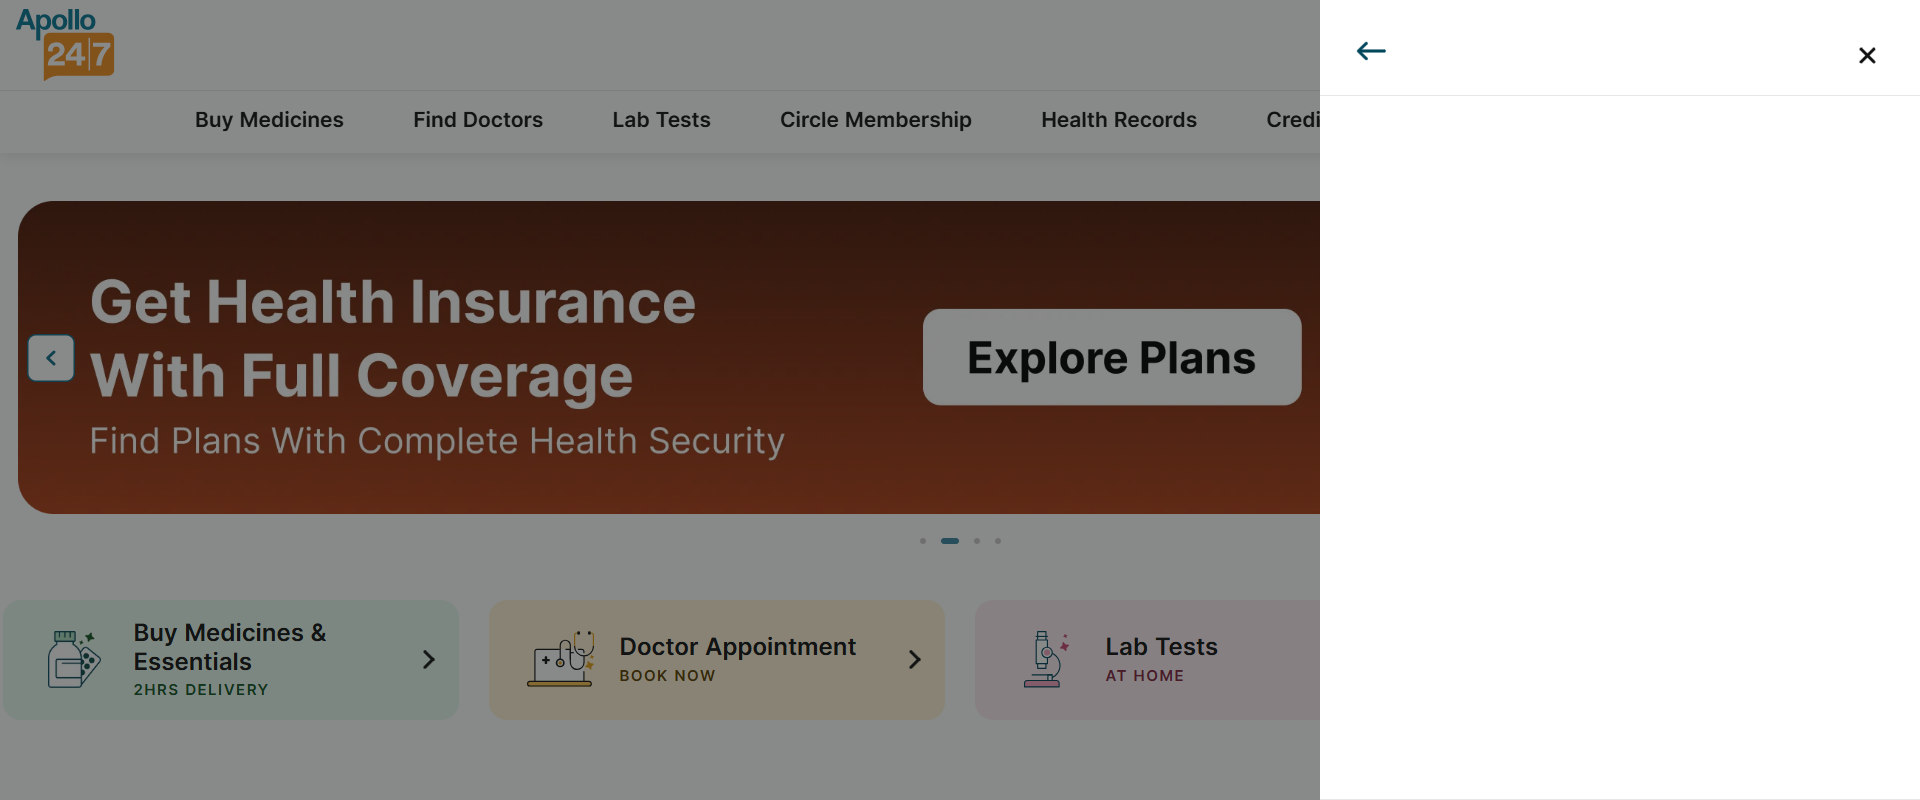 Apollo
24|7
Buy Medicines
Find Doctors
Lab Tests
Circle Membership
Health Records
Credi
Get Health Insurance
With Full Coverage
Find Plans With Complete Health Security
Explore Plans
Buy Medicines &
Essentials
2HRS DELIVERY
Doctor Appointment
BOOK NOW
Lab Tests
AT HOME